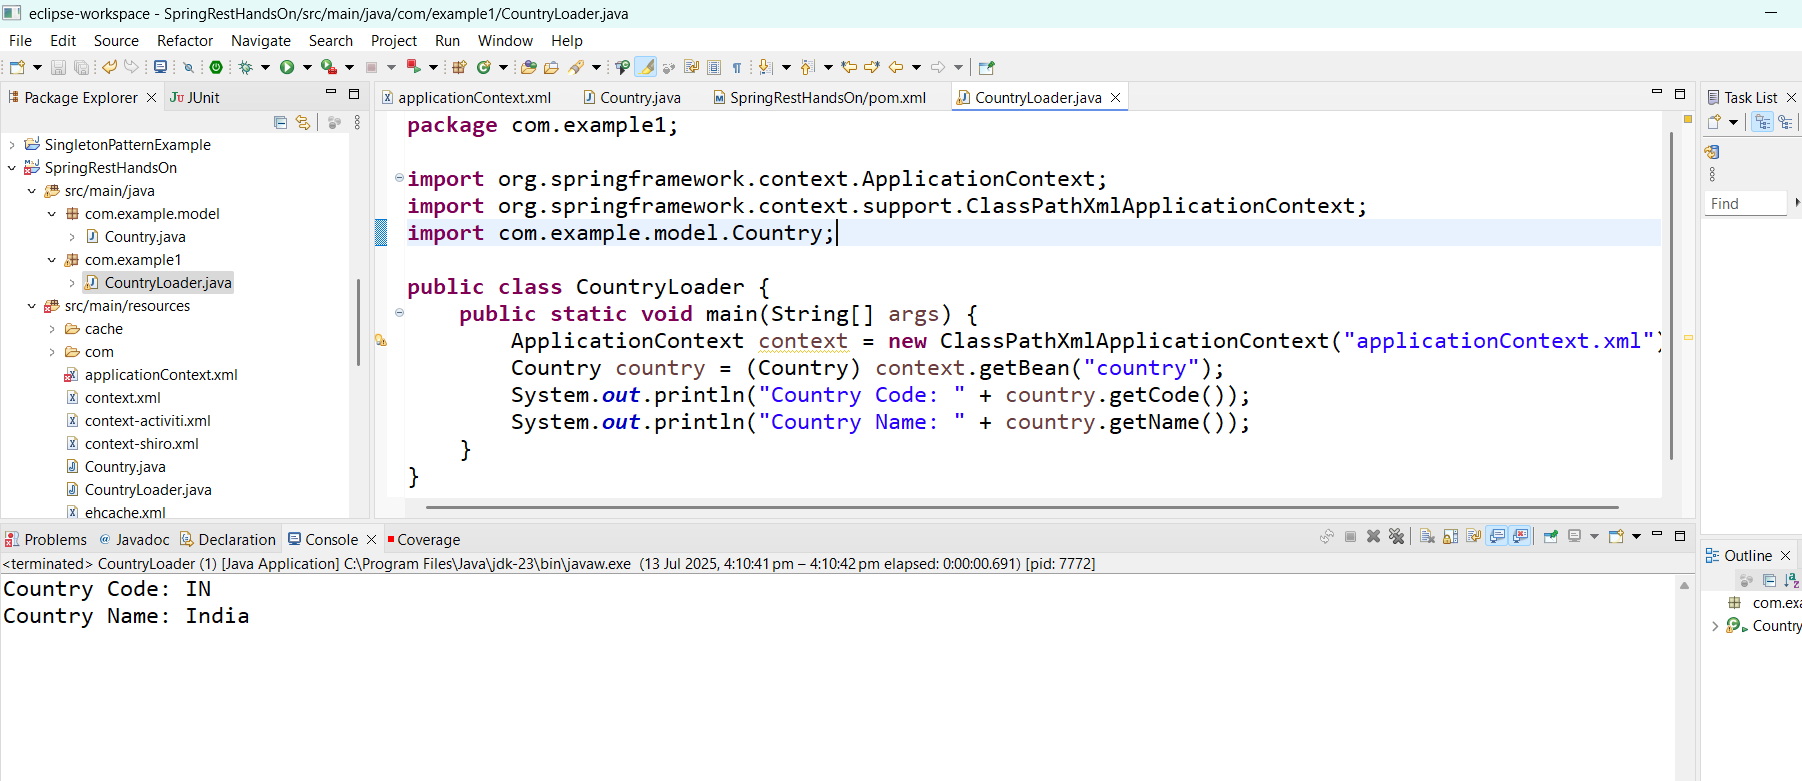 eclipse-workspace - SpringRestHandsOn/src/main/java/com/example1/CountryLoader.java
File Edit Source Refactor Navigate Search Project Run Window Help
Package Explorer JUnit
SingletonPatternExample
SpringRestHandsOn
src/main/java
com.example.model
Country.java
com.example1
CountryLoader.java
src/main/resources
cache
com
applicationContext.xml
context.xml
context-activiti.xml
context-shiro.xml
Country.java
CountryLoader.java
ehcache.xml
applicationContext.xml Country.java SpringRestHandsOn/pom.xml CountryLoader.java
package com.example1;
import org.springframework.context.ApplicationContext;
import org.springframework.context.support.ClassPathXmlApplicationContext;
import com.example.model.Country;
public class CountryLoader {
public static void main(String[] args) {
ApplicationContext context = new ClassPathXmlApplicationContext("applicationContext.xml")
Country country = (Country) context.getBean("country");
System.out.println("Country Code: " + country.getCode());
System.out.println("Country Name: " + country.getName());
}
}
Task List
Find
Outline
com.exa
Country
Problems @ Javadoc Declaration Console Coverage
<terminated> CountryLoader (1) [Java Application] C:\Program Files\Java\jdk-23\bin\javaw.exe (13 Jul 2025, 4:10:41 pm – 4:10:42 pm elapsed: 0:00:00.691) [pid: 7772]
Country Code: IN
Country Name: India